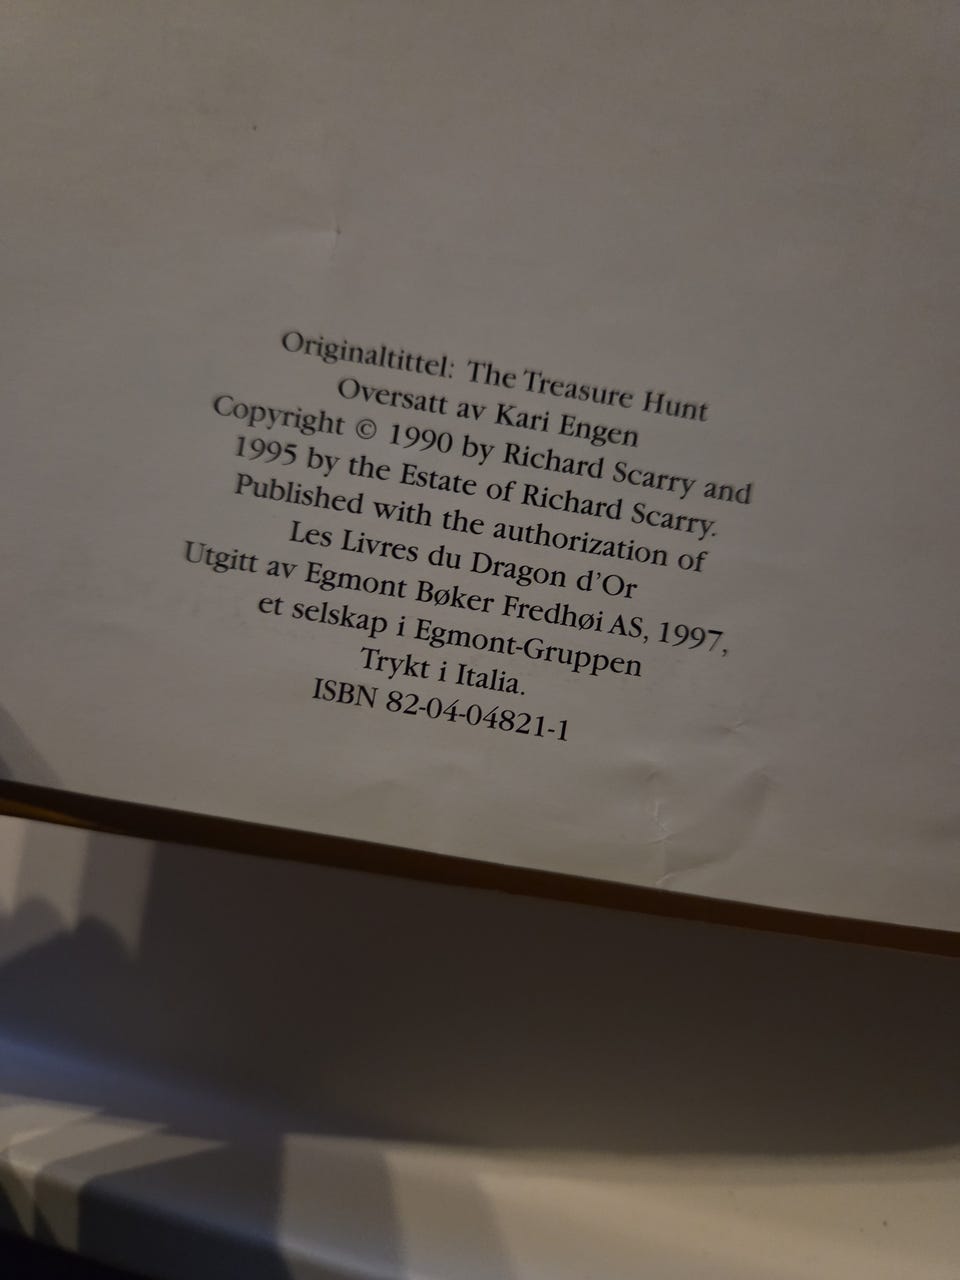 Originaltittel: The Treasure Hunt
Oversatt av Kari Engen
Copyright © 1990 by Richard Scarry and
1995 by the Estate of Richard Scarry.
Published with the authorization of
Les Livres du Dragon d'Or
Utgitt av Egmont Bøker Fredhøi AS, 1997,
et selskap i Egmont-Gruppen
Trykt i Italia.
ISBN 82-04-04821-1